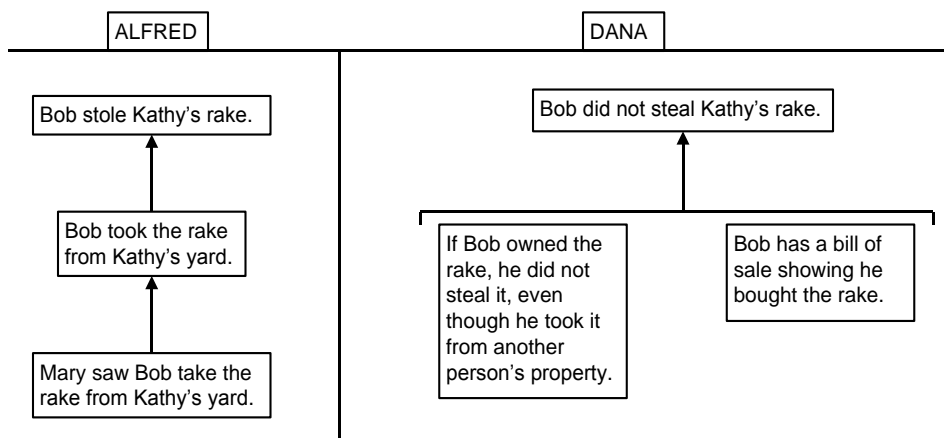 ALFRED
DANA
Bob stole Kathy's rake.
Bob took the rake
from Kathy's yard.
Mary saw Bob take the
rake from Kathy's yard.
Bob did not steal Kathy's rake.
If Bob owned the
rake, he did not
steal it, even
though he took it
from another
person's property.
Bob has a bill of
sale showing he
bought the rake.